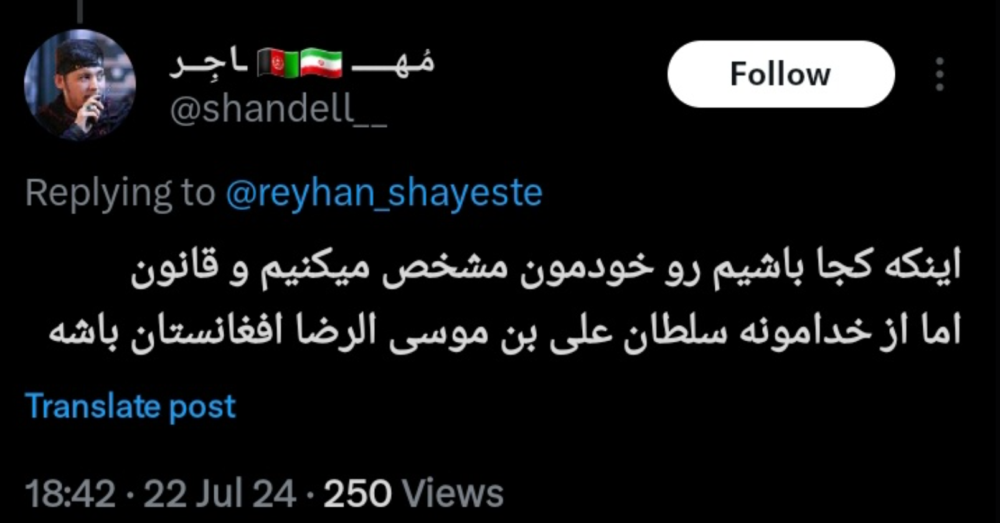 مُهـــ 🇮🇷🇦🇫 ـاجِـر
Follow
@shandell__
Replying to @reyhan_shayeste
اینکه کجا باشیم رو خودمون مشخص میکنیم و قانون
اما از خدامونه سلطان علی بن موسی الرضا افغانستان باشه
Translate post
18:42 · 22 Jul 24 · 250 Views